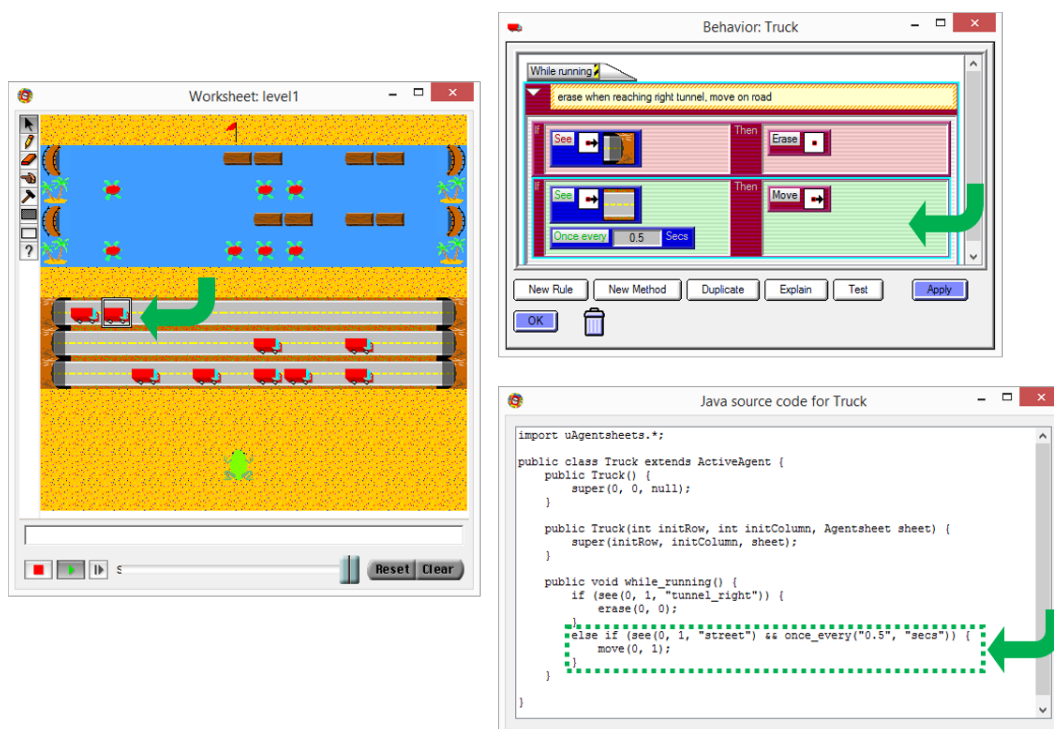 Worksheet: level1
?
S
Reset Clear
Behavior: Truck
While running
erase when reaching right tunnel, move on road
If See Then Erase
If See Then Move
Once every 0.5 Secs
New Rule New Method Duplicate Explain Test Apply
OK
Java source code for Truck
import uAgentsheets.*;
public class Truck extends ActiveAgent {
public Truck() {
super(0, 0, null);
}
public Truck(int initRow, int initColumn, Agentsheet sheet) {
super(initRow, initColumn, sheet);
}
public void while_running() {
if (see(0, 1, "tunnel_right")) {
erase(0, 0);
}
else if (see(0, 1, "street") && once_every("0.5", "secs")) {
move(0, 1);
}
}
}